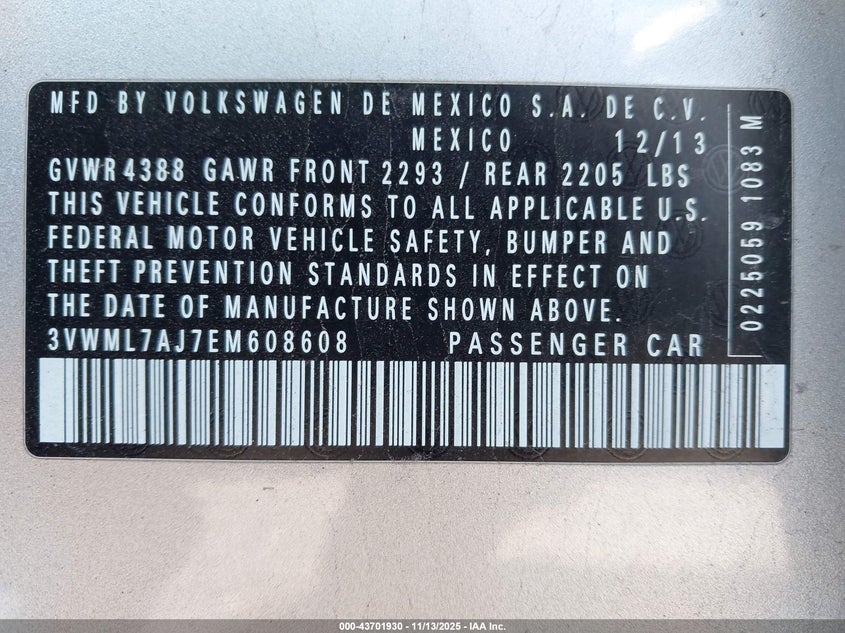 MFD BY VOLKSWAGEN DE MEXICO S.A. DE C.V.
MEXICO 12/13
GVWR 4388 GAWR FRONT 2293 / REAR 2205 LBS
THIS VEHICLE CONFORMS TO ALL APPLICABLE U.S.
FEDERAL MOTOR VEHICLE SAFETY, BUMPER AND
THEFT PREVENTION STANDARDS IN EFFECT ON
THE DATE OF MANUFACTURE SHOWN ABOVE.
3VWML7AJ7EM608608 PASSENGER CAR
0225059 1083 M
000-43701930 - 11/13/2025 - IAA Inc.